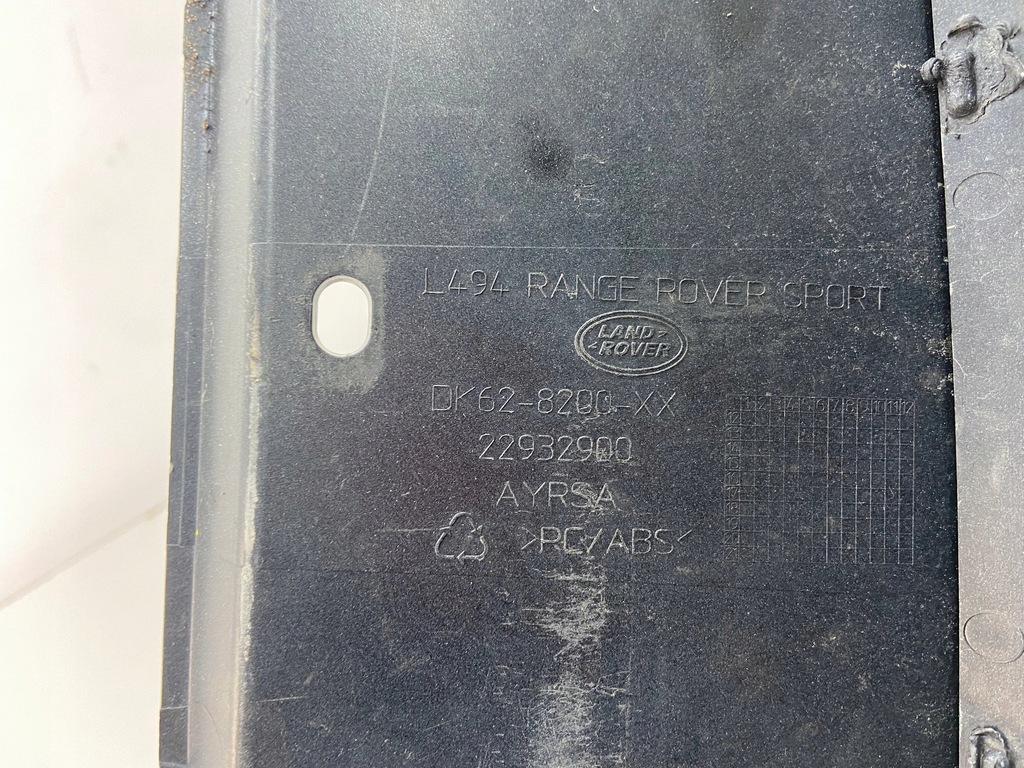 L494 RANGE ROVER SPORT
LAND
ROVER
DK62-8200-XX
22932900
AYRSA
>PC/ABS<